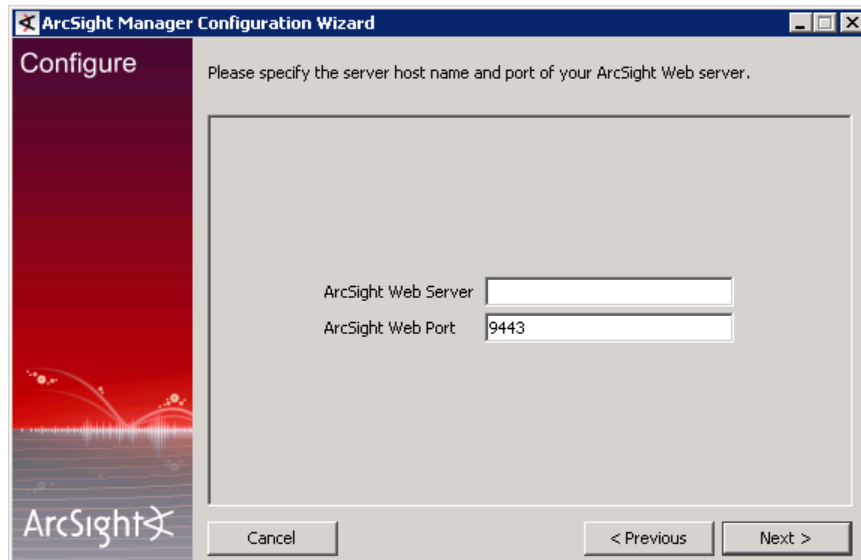 ArcSight Manager Configuration Wizard
Configure
Please specify the server host name and port of your ArcSight Web server.
ArcSight Web Server
ArcSight Web Port 9443
ArcSight
Cancel < Previous Next >